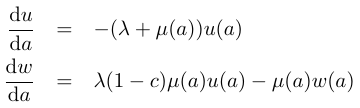 du/da = −(λ + μ(a))u(a)
dw/da = λ(1 − c)μ(a)u(a) − μ(a)w(a)